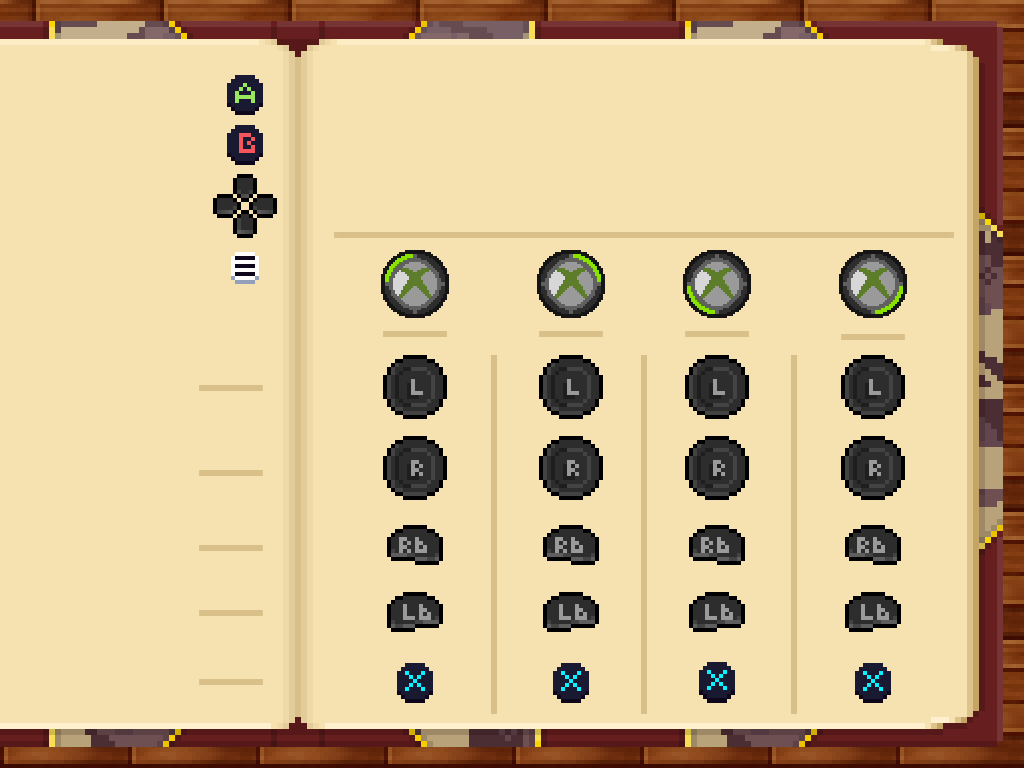 A
B
L L L L
R R R R
Rb Rb Rb Rb
Lb Lb Lb Lb
X X X X